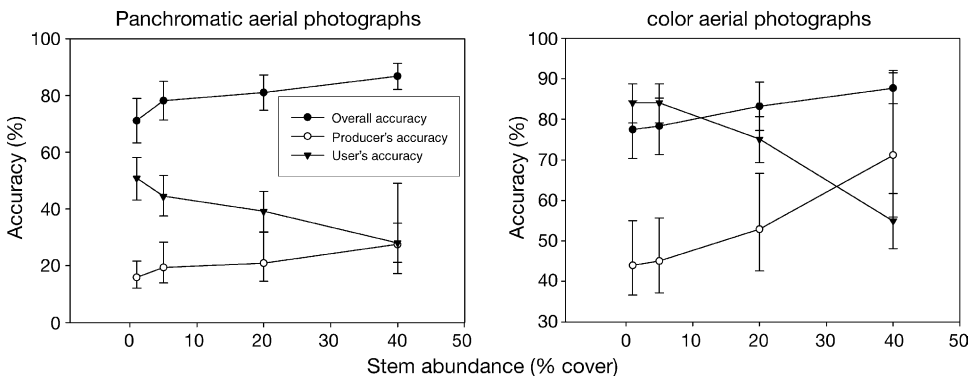 Panchromatic aerial photographs
color aerial photographs
100
80
60
40
20
0
Accuracy (%)
Overall accuracy
Producer's accuracy
User's accuracy
0 10 20 30 40 50
100
90
80
70
60
50
40
30
Accuracy (%)
0 10 20 30 40 50
Stem abundance (% cover)